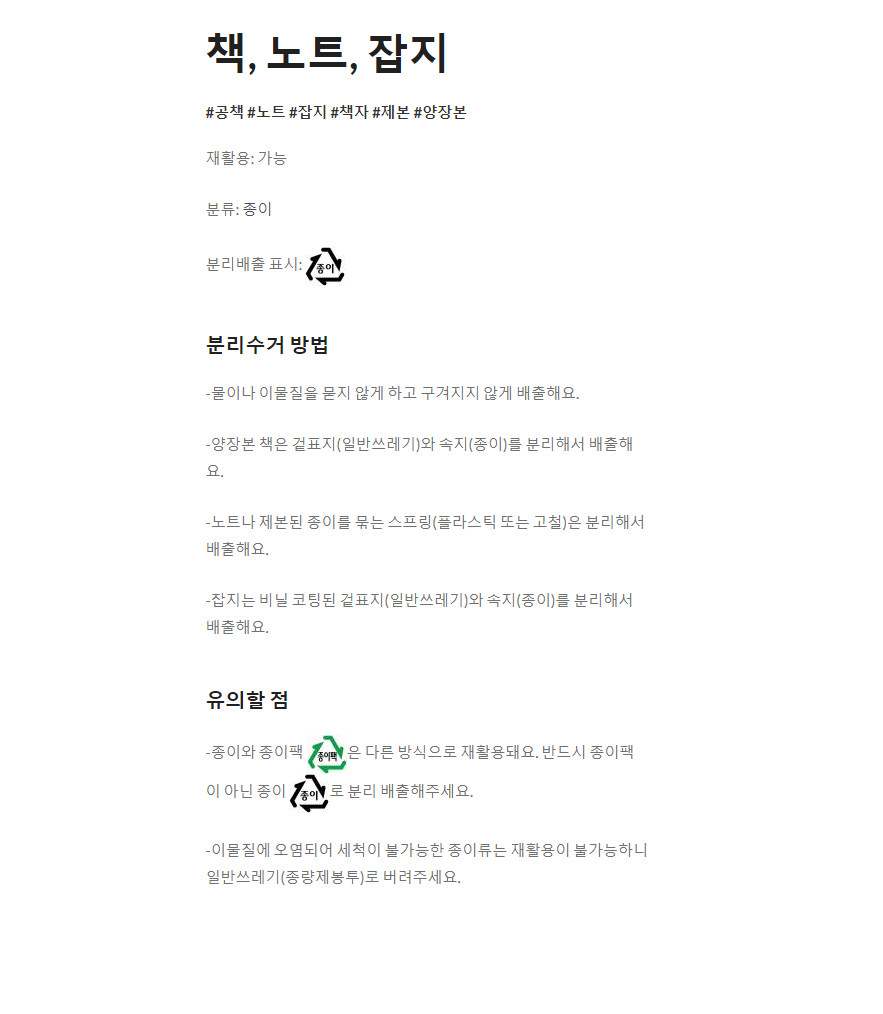 책, 노트, 잡지
#공책 #노트 #잡지 #책자 #제본 #양장본
재활용: 가능
분류: 종이
분리배출 표시: 종이
분리수거 방법
-물이나 이물질을 묻지 않게 하고 구겨지지 않게 배출해요.
-양장본 책은 겉표지(일반쓰레기)와 속지(종이)를 분리해서 배출해
요.
-노트나 제본된 종이를 묶는 스프링(플라스틱 또는 고철)은 분리해서
배출해요.
-잡지는 비닐 코팅된 겉표지(일반쓰레기)와 속지(종이)를 분리해서
배출해요.
유의할 점
-종이와 종이팩 종이팩 은 다른 방식으로 재활용돼요. 반드시 종이팩
이 아닌 종이 종이 로 분리 배출해주세요.
-이물질에 오염되어 세척이 불가능한 종이류는 재활용이 불가능하니
일반쓰레기(종량제봉투)로 버려주세요.